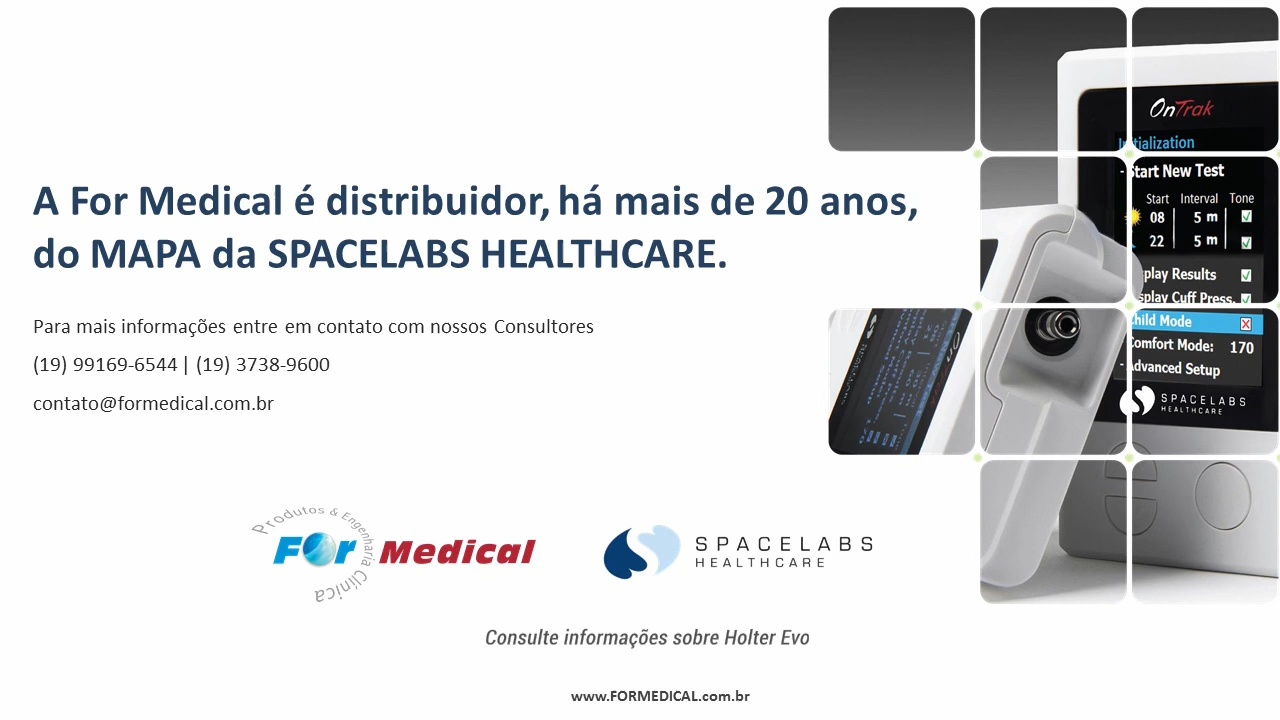 A For Medical é distribuidor, há mais de 20 anos,
do MAPA da SPACELABS HEALTHCARE.
Para mais informações entre em contato com nossos Consultores
(19) 99169-6544 | (19) 3738-9600
contato@formedical.com.br
Produtos & Engenharia Clínica
For Medical
SPACELABS
HEALTHCARE
Consulte informações sobre Holter Evo
www.FORMEDICAL.com.br
OnTrak
Initialization
- Start New Test
Start Interval Tone
08 5 m
22 5 m
play Results
splay Cuff Press.
Child Mode
Comfort Mode: 170
- Advanced Setup
SPACELABS
HEALTHCARE